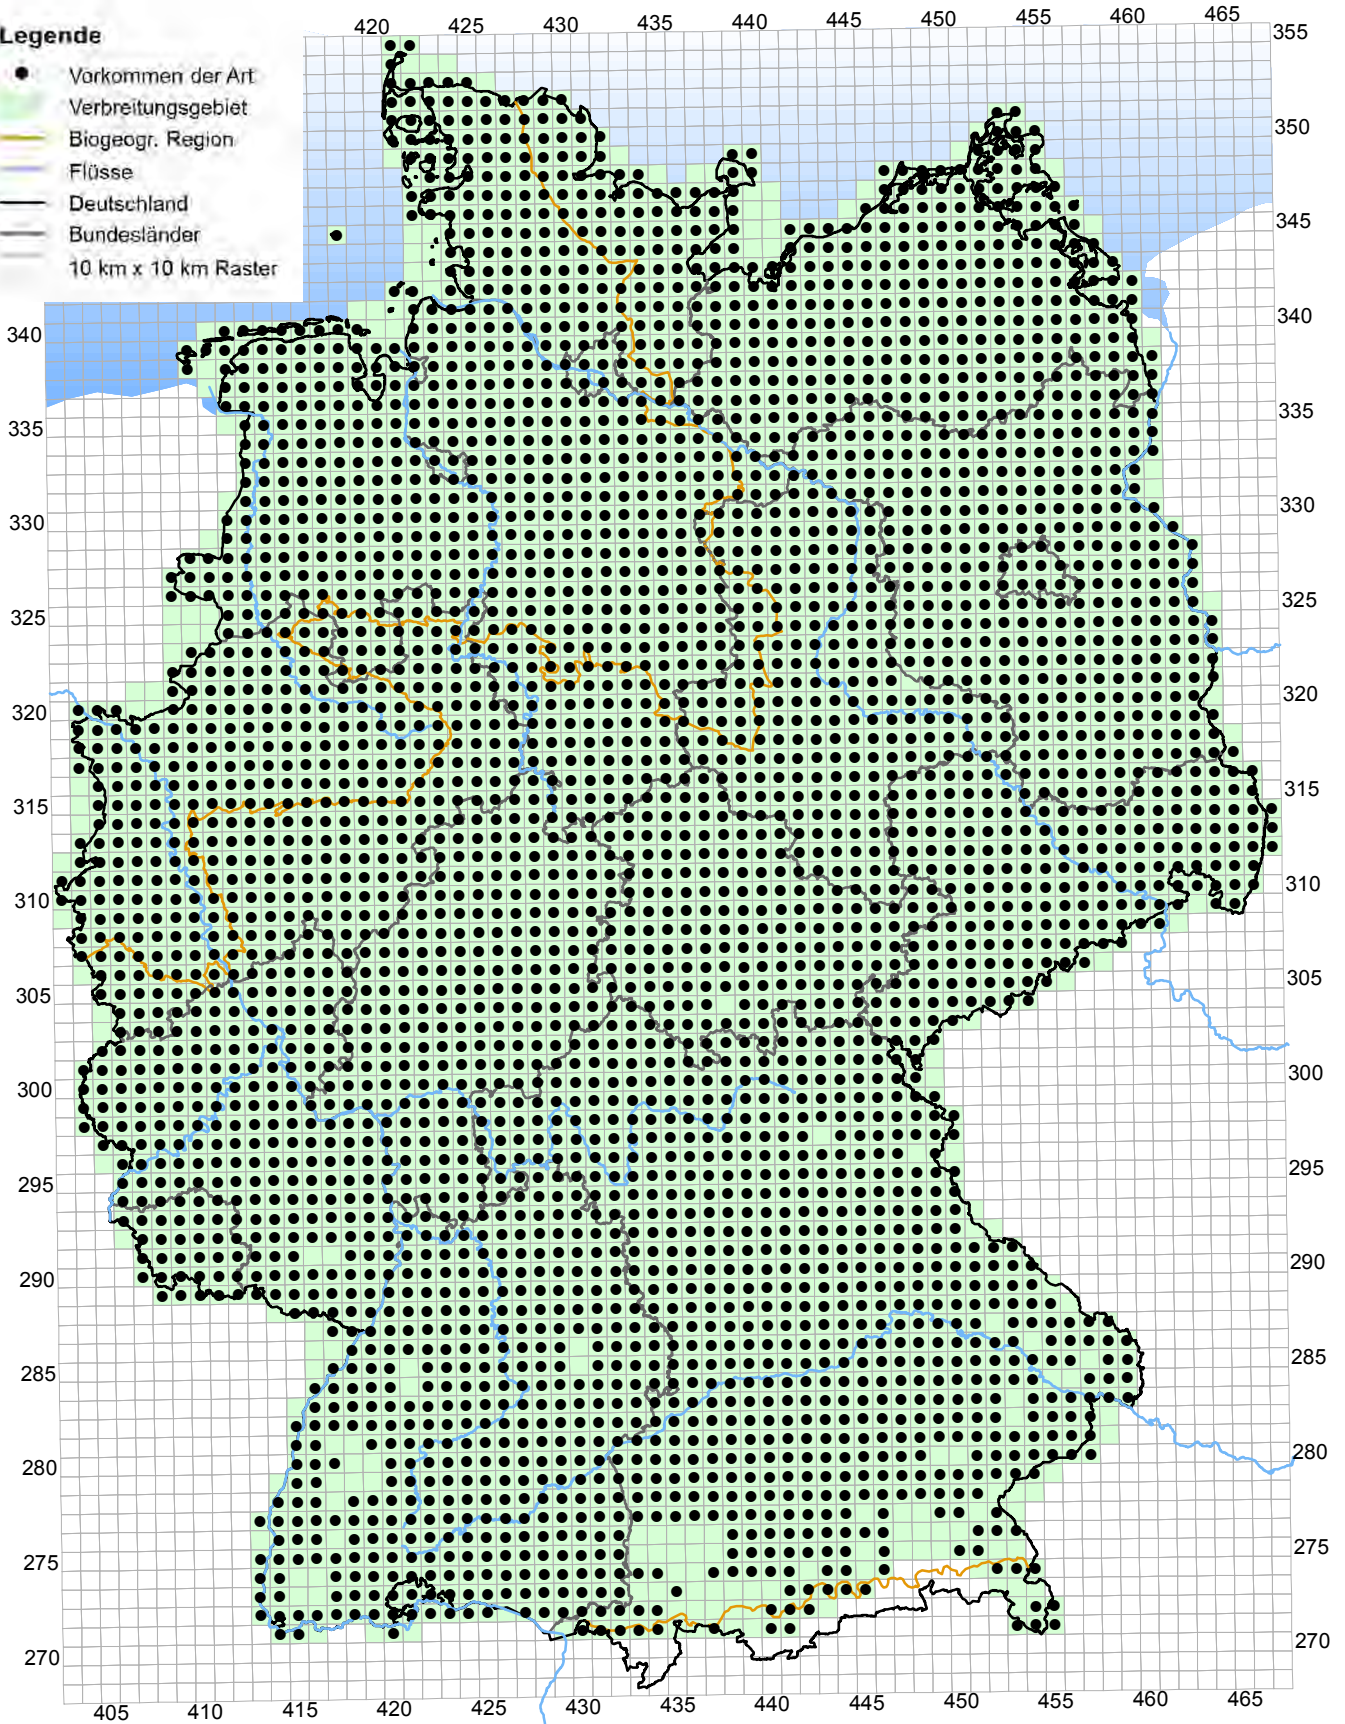 420 425 430 435 440 445 450 455 460 465
Legende
Vorkommen der Art
Verbreitungsgebiet
Biogeogr. Region
Flüsse
Deutschland
Bundesländer
10 km x 10 km Raster
355
350
345
340 340
335 335
330 330
325 325
320 320
315 315
310 310
305 305
300 300
295 295
290 290
285 285
280 280
275 275
270 270
405 410 415 420 425 430 435 440 445 450 455 460 465